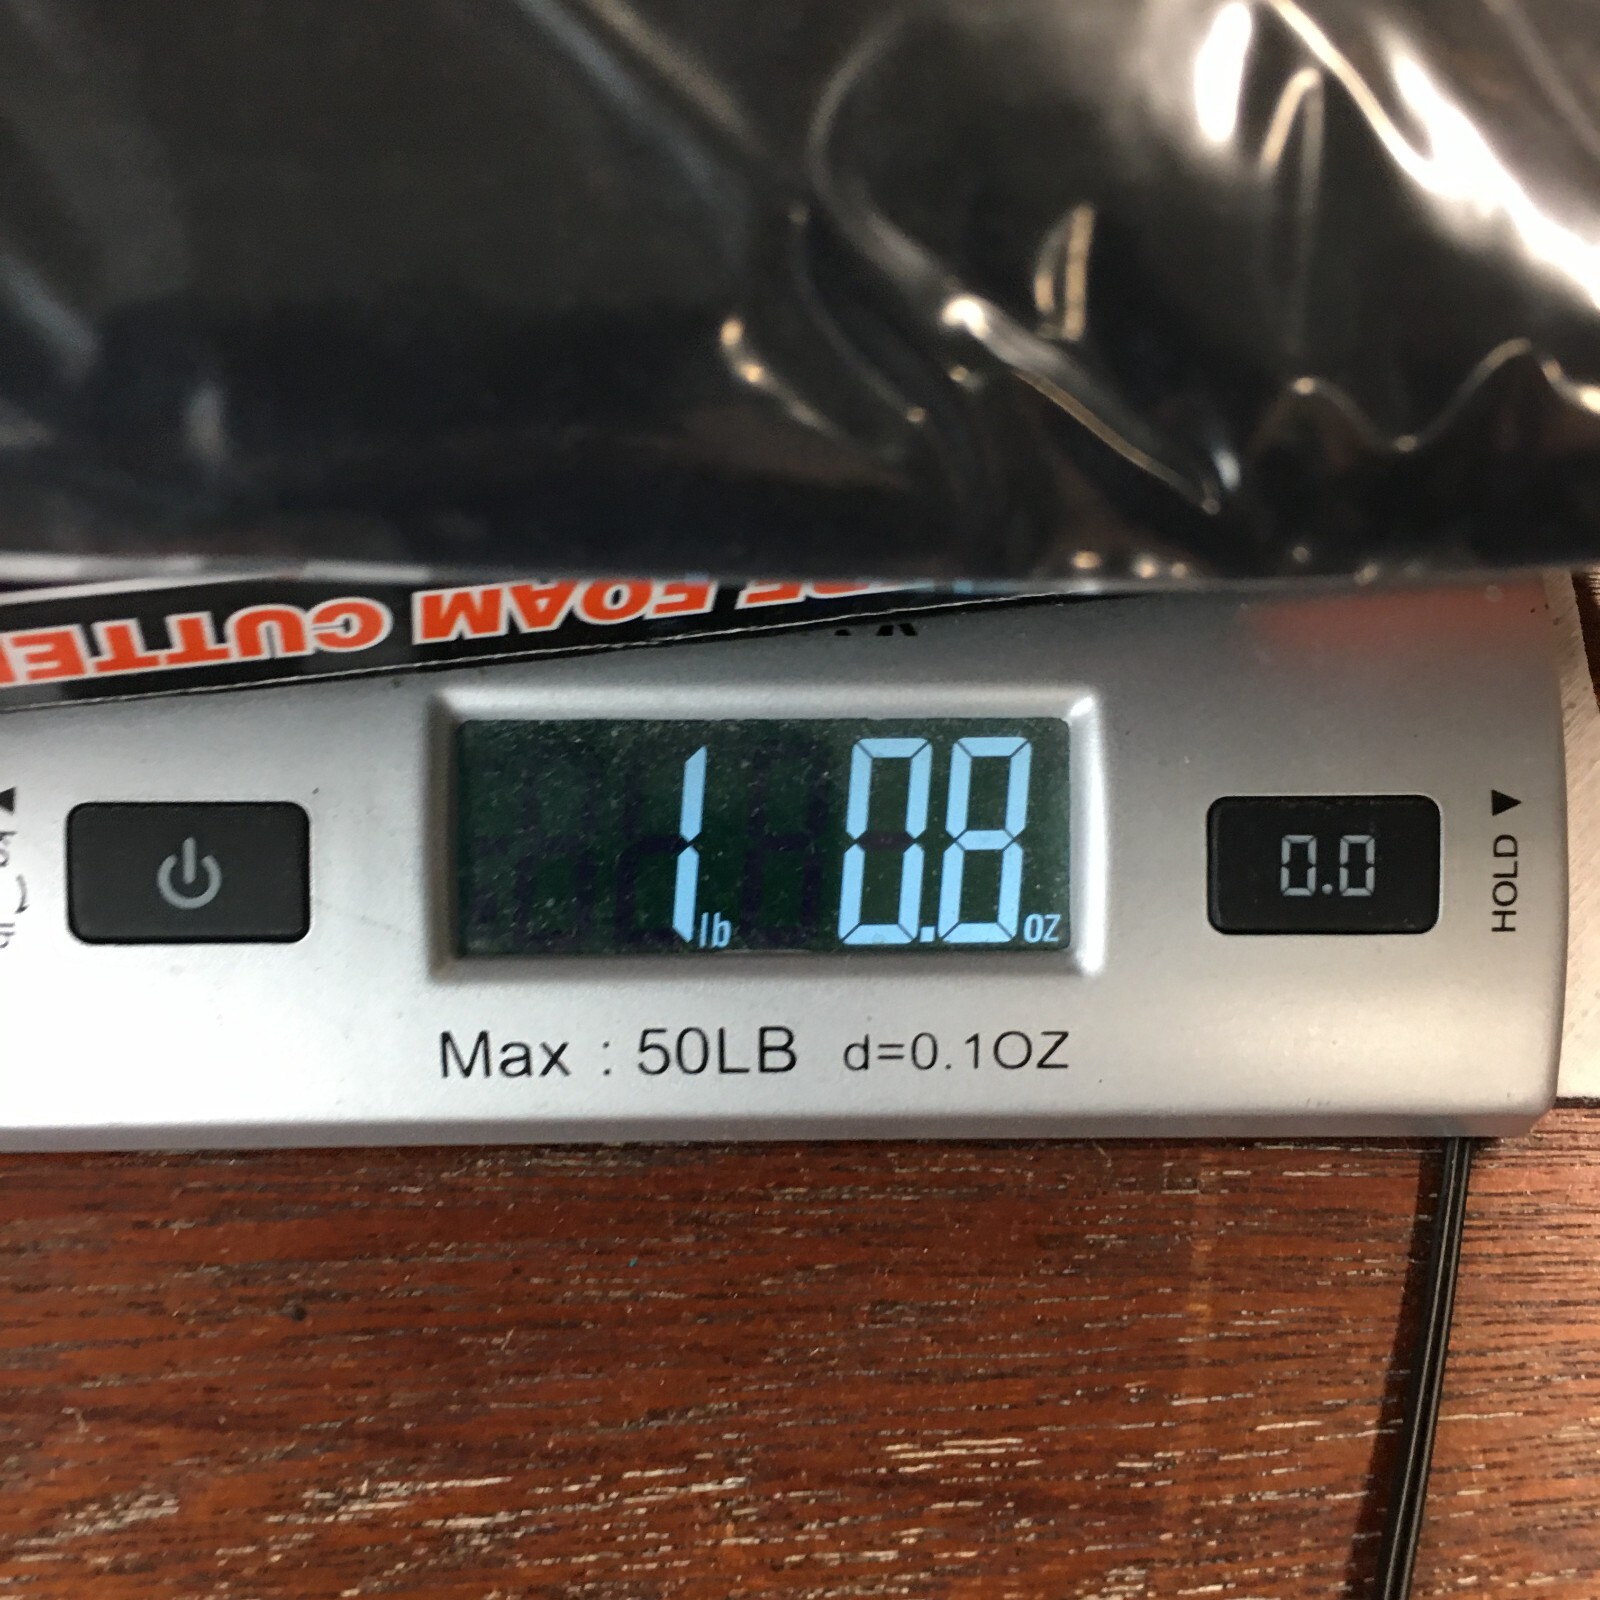 FOAM CUTTE
1 lb 0.8 oz
0.0
HOLD ▼
Max : 50LB d=0.1OZ